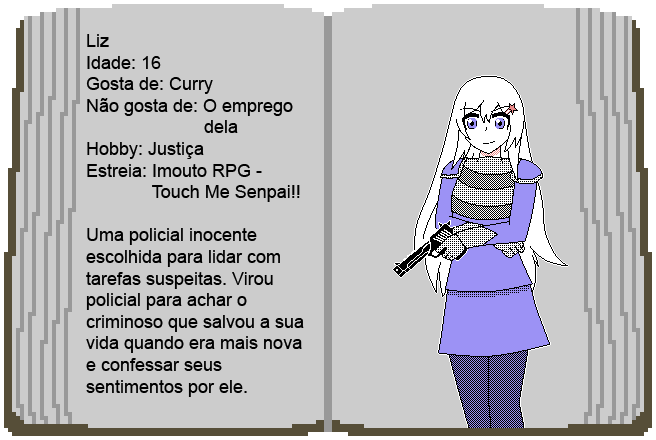 Liz
Idade: 16
Gosta de: Curry
Não gosta de: O emprego
dela
Hobby: Justiça
Estreia: Imouto RPG -
Touch Me Senpai!!
Uma policial inocente
escolhida para lidar com
tarefas suspeitas. Virou
policial para achar o
criminoso que salvou a sua
vida quando era mais nova
e confessar seus
sentimentos por ele.